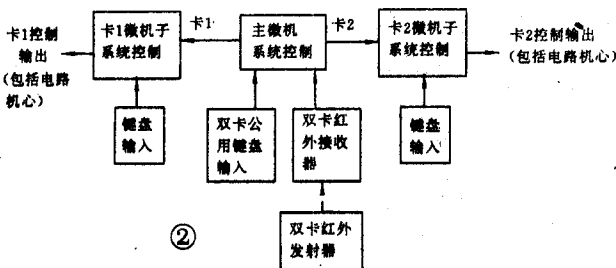 卡1控制
输出
（包括电路
机心）
卡1微机子
系统控制
卡1
主微机
系统控制
卡2
卡2微机子
系统控制
卡2控制输出
（包括电路机心）
键盘
输入
双卡公
用键盘
输入
双卡红
外接收
器
键盘
输入
双卡红外
发射器
②